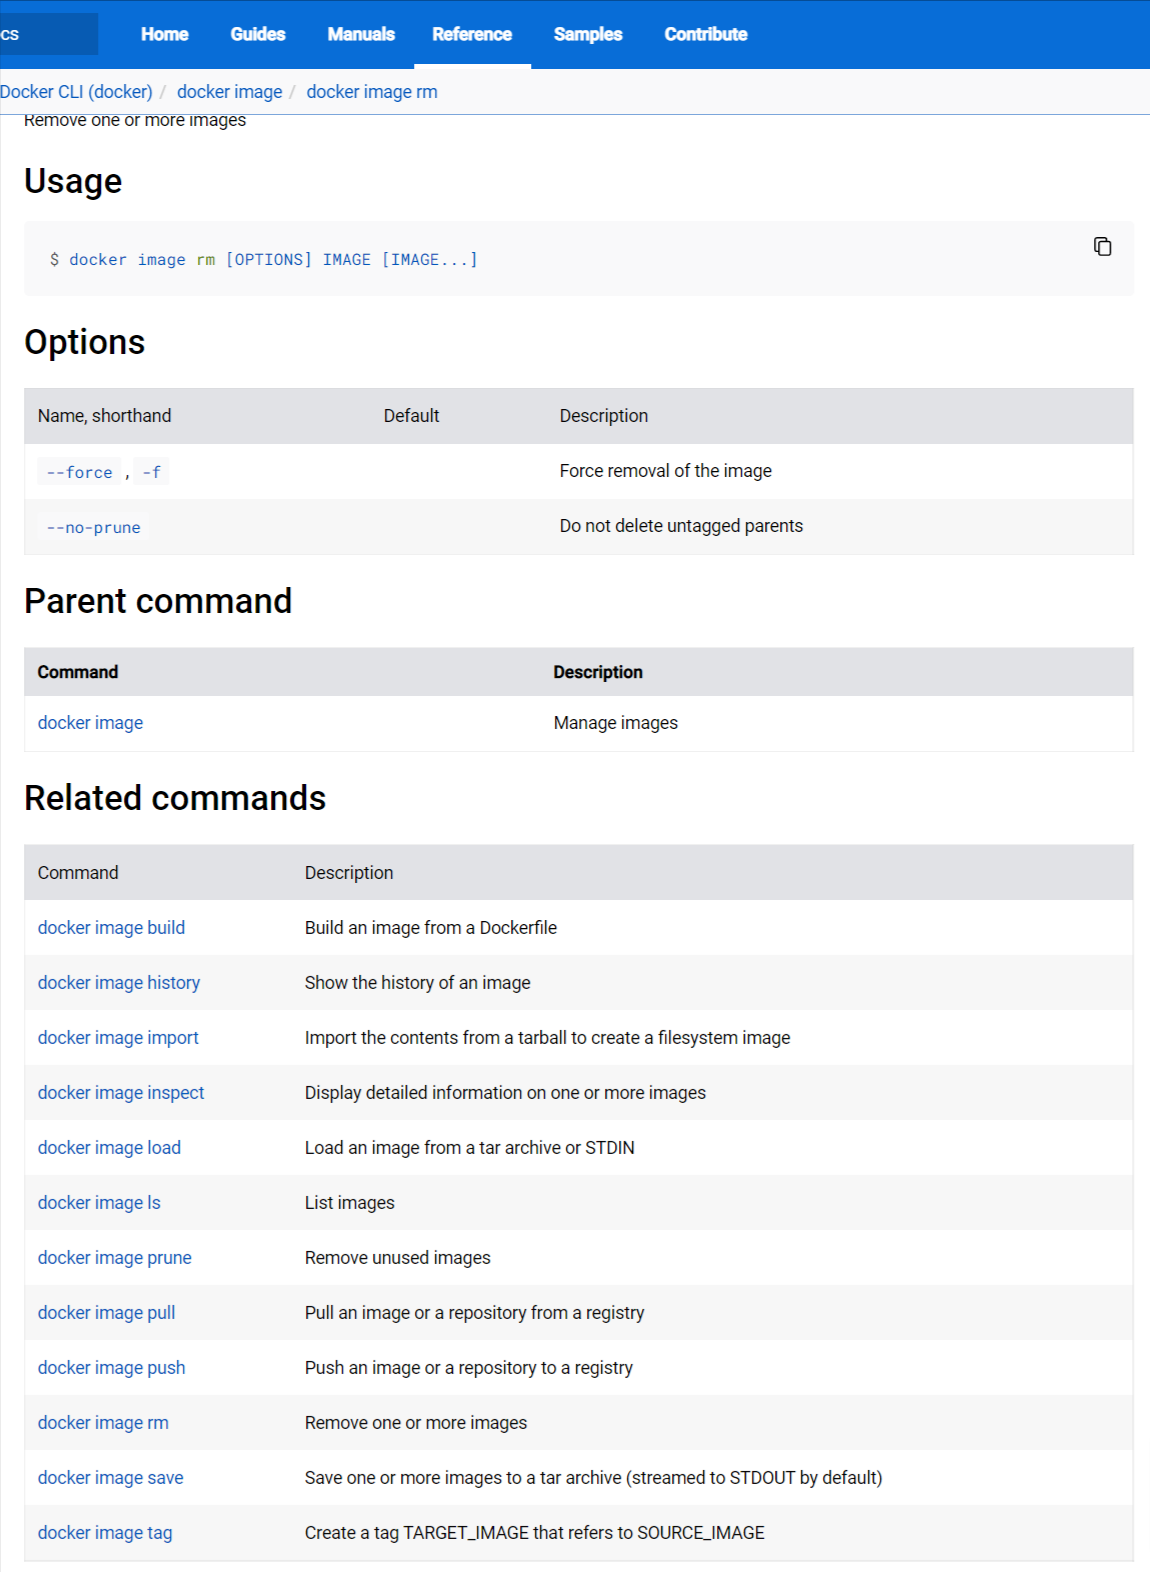 cs Home Guides Manuals Reference Samples Contribute
Docker CLI (docker) / docker image / docker image rm
Remove one or more images
Usage
$ docker image rm [OPTIONS] IMAGE [IMAGE...]
Options
Name, shorthand Default Description
--force , -f Force removal of the image
--no-prune Do not delete untagged parents
Parent command
Command Description
docker image Manage images
Related commands
Command Description
docker image build Build an image from a Dockerfile
docker image history Show the history of an image
docker image import Import the contents from a tarball to create a filesystem image
docker image inspect Display detailed information on one or more images
docker image load Load an image from a tar archive or STDIN
docker image ls List images
docker image prune Remove unused images
docker image pull Pull an image or a repository from a registry
docker image push Push an image or a repository to a registry
docker image rm Remove one or more images
docker image save Save one or more images to a tar archive (streamed to STDOUT by default)
docker image tag Create a tag TARGET_IMAGE that refers to SOURCE_IMAGE